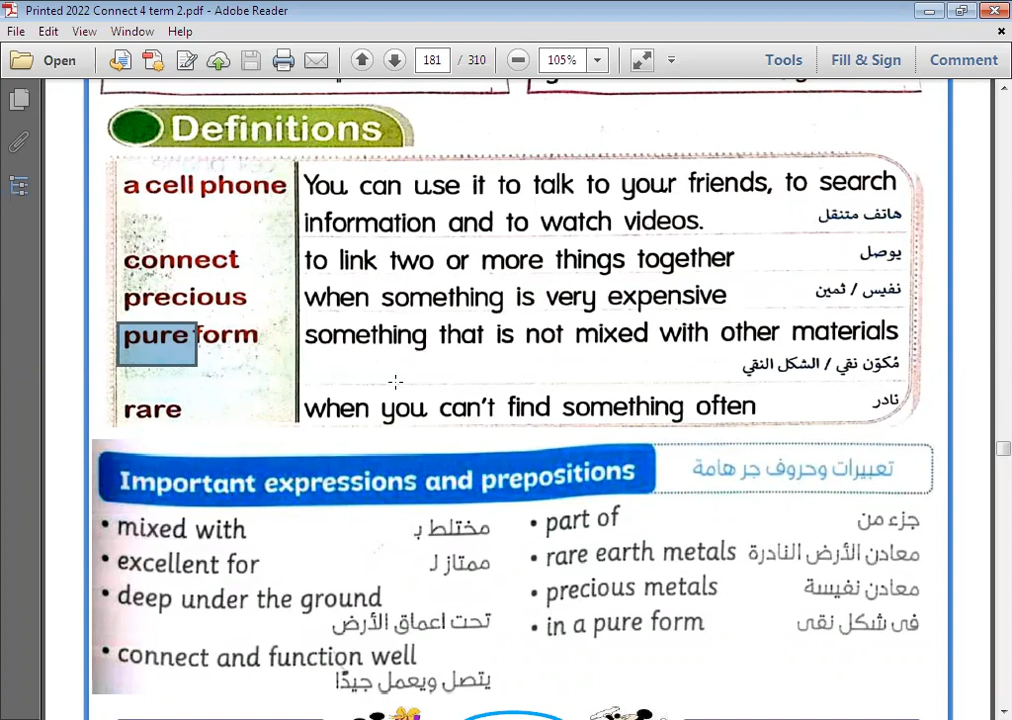 Printed 2022 Connect 4 term 2.pdf - Adobe Reader
File Edit View Window Help
Open 181 / 310 105% Tools Fill & Sign Comment
Definitions
a cell phone You can use it to talk to your friends, to search
information and to watch videos. هاتف متنقل
connect to link two or more things together يوصل
precious when something is very expensive نفيس / ثمين
pure form something that is not mixed with other materials
مُكوّن نقي / الشكل النقي
rare when you can't find something often نادر
Important expressions and prepositions تعبيرات وحروف جر هامة
• mixed with مختلط بـ
• excellent for ممتاز لـ
• deep under the ground
تحت اعماق الأرض
• connect and function well
يتصل ويعمل جيدًا
• part of جزء من
• rare earth metals معادن الأرض النادرة
• precious metals معادن نفيسة
• in a pure form فى شكل نقى